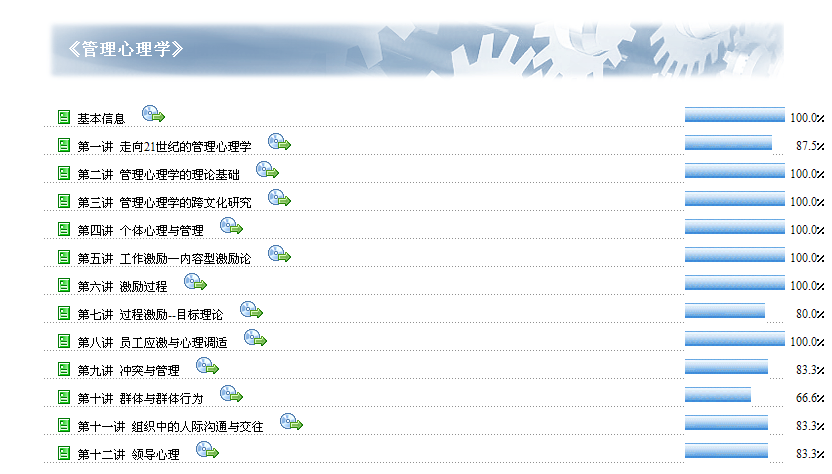 《管理心理学》
基本信息 100.0%
第一讲 走向21世纪的管理心理学 87.5%
第二讲 管理心理学的理论基础 100.0%
第三讲 管理心理学的跨文化研究 100.0%
第四讲 个体心理与管理 100.0%
第五讲 工作激励—内容型激励论 100.0%
第六讲 激励过程 100.0%
第七讲 过程激励--目标理论 80.0%
第八讲 员工应激与心理调适 100.0%
第九讲 冲突与管理 83.3%
第十讲 群体与群体行为 66.6%
第十一讲 组织中的人际沟通与交往 83.3%
第十二讲 领导心理 83.3%